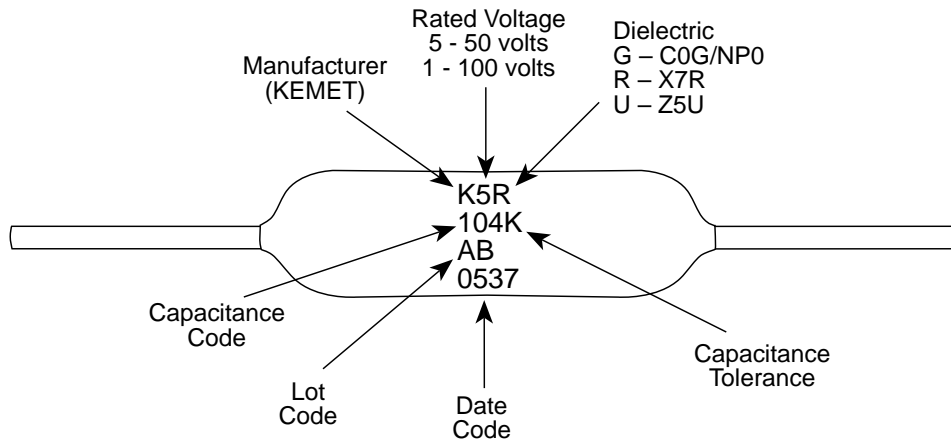 Rated Voltage
5 - 50 volts
1 - 100 volts
Dielectric
G – C0G/NP0
R – X7R
U – Z5U
Manufacturer
(KEMET)
K5R
104K
AB
0537
Capacitance
Code
Lot
Code
Date
Code
Capacitance
Tolerance